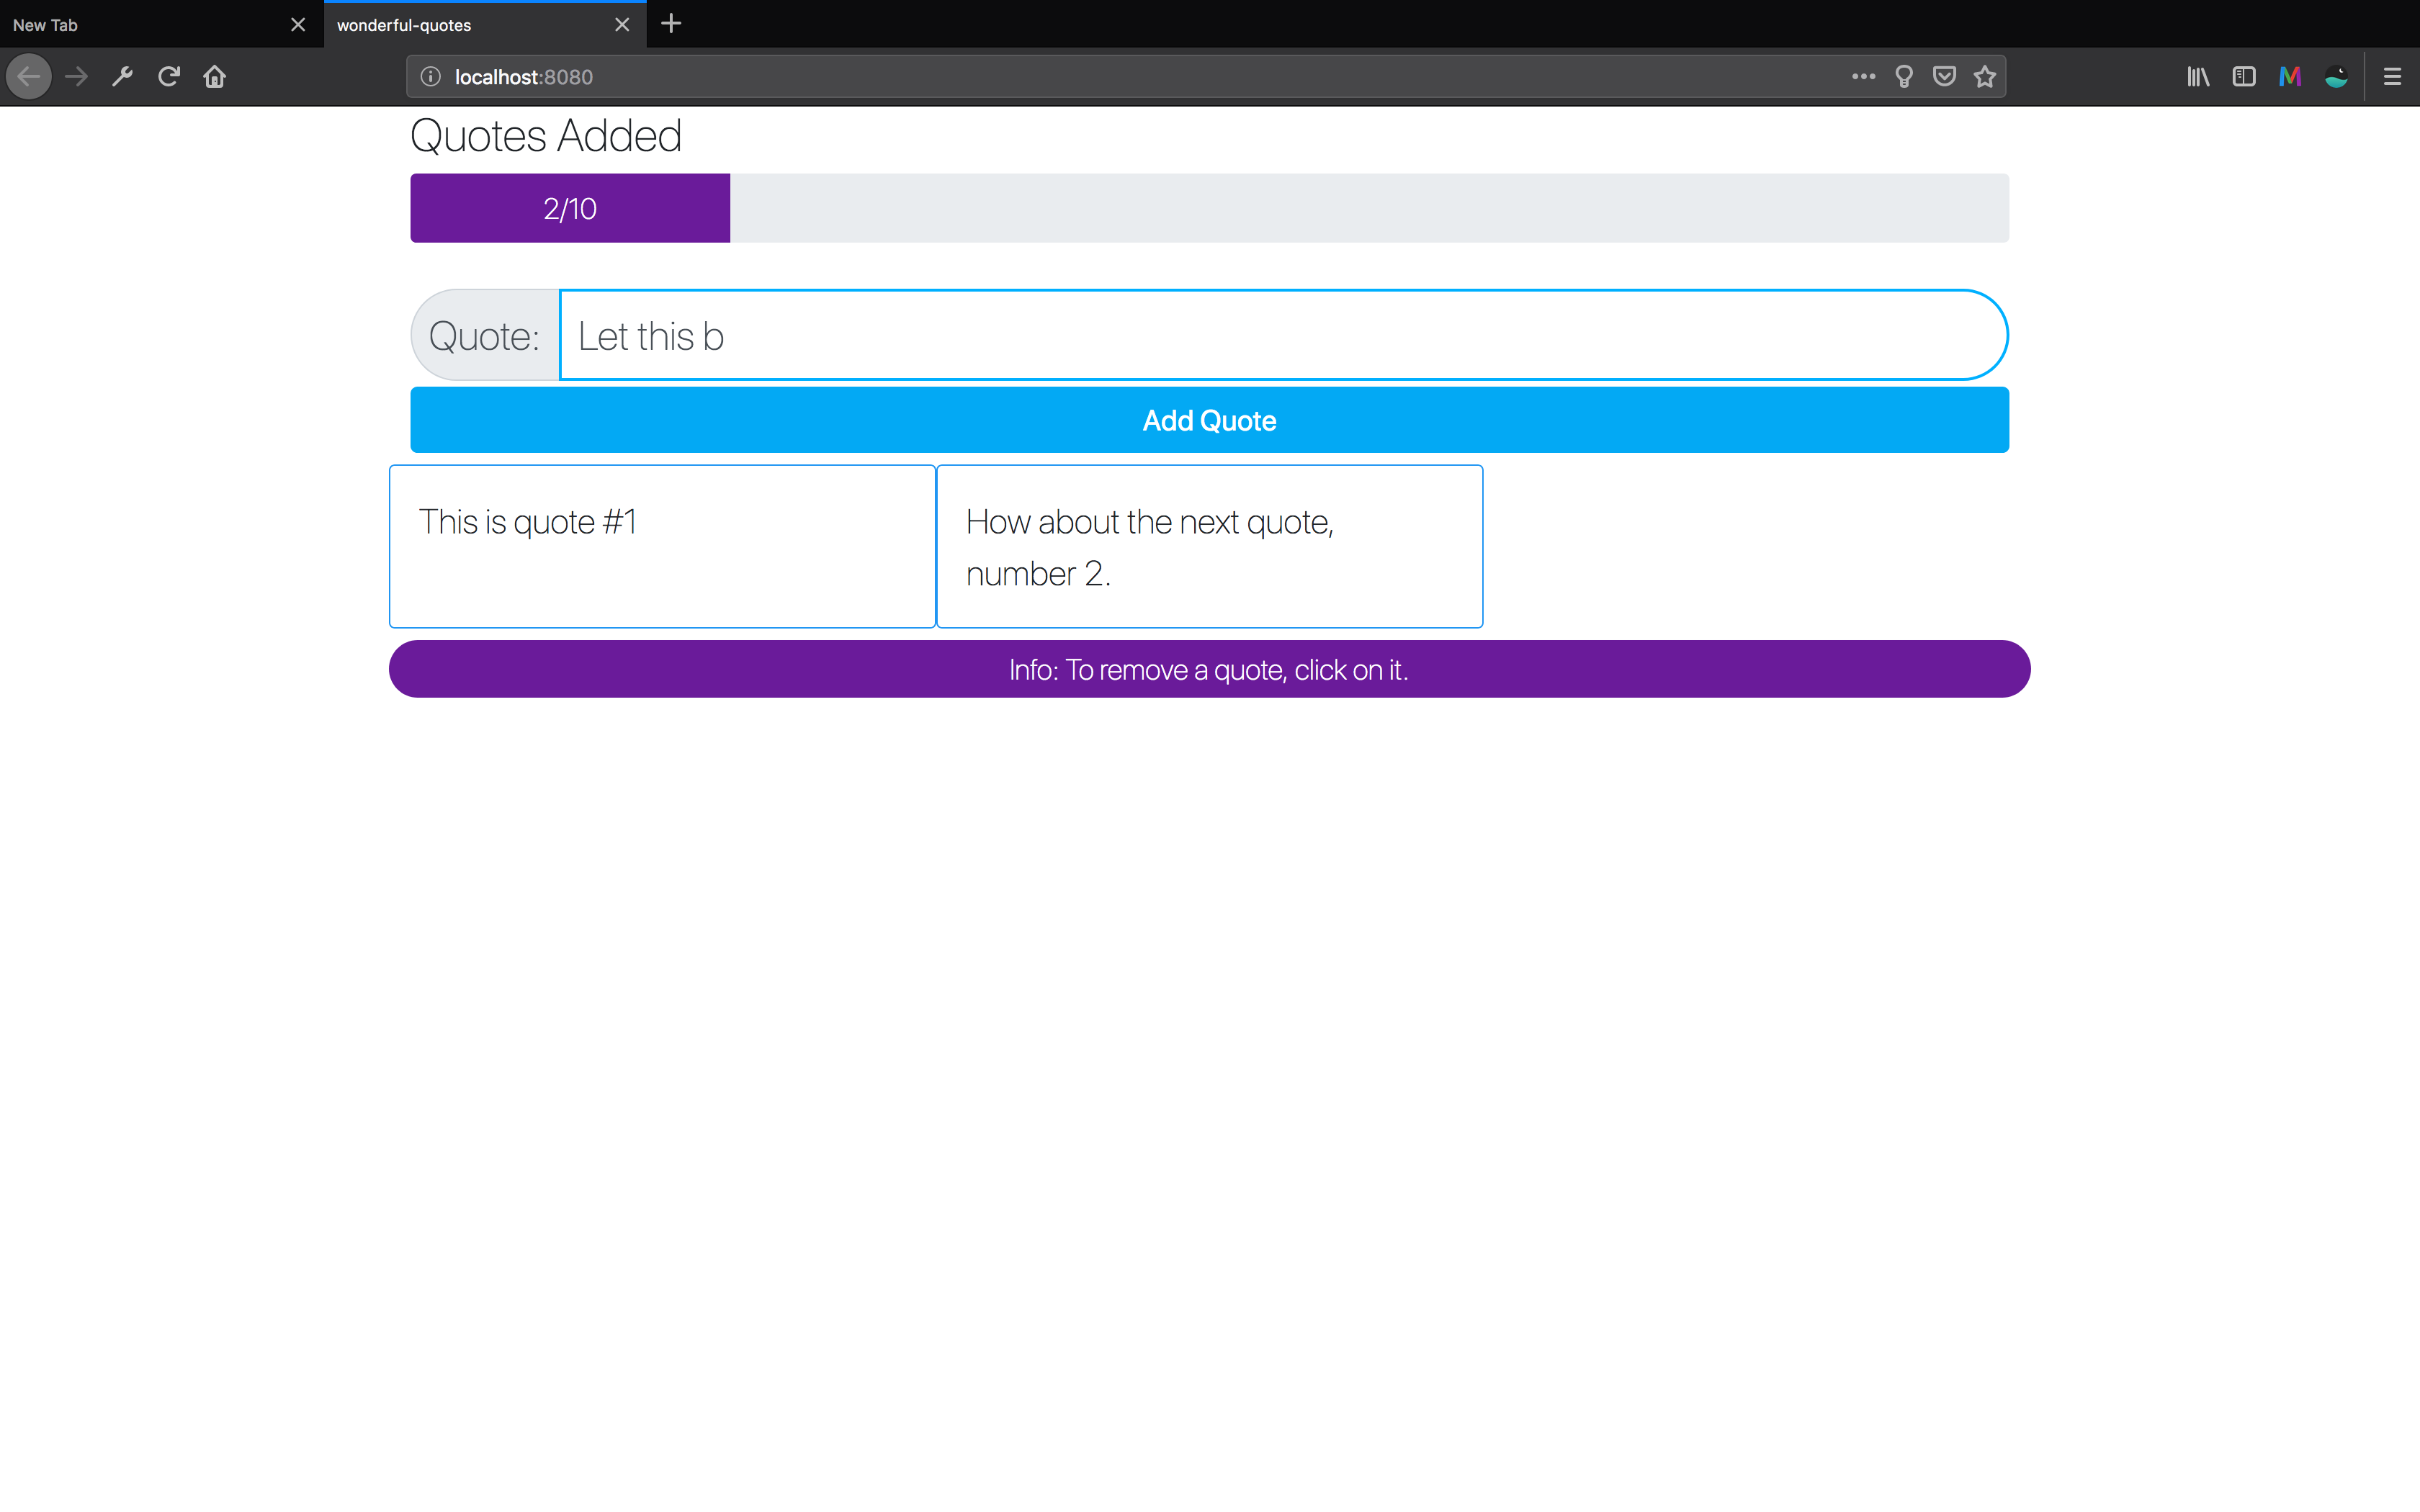 New Tab
wonderful-quotes
localhost:8080
Quotes Added
2/10
Quote: Let this b
Add Quote
This is quote #1
How about the next quote,
number 2.
Info: To remove a quote, click on it.